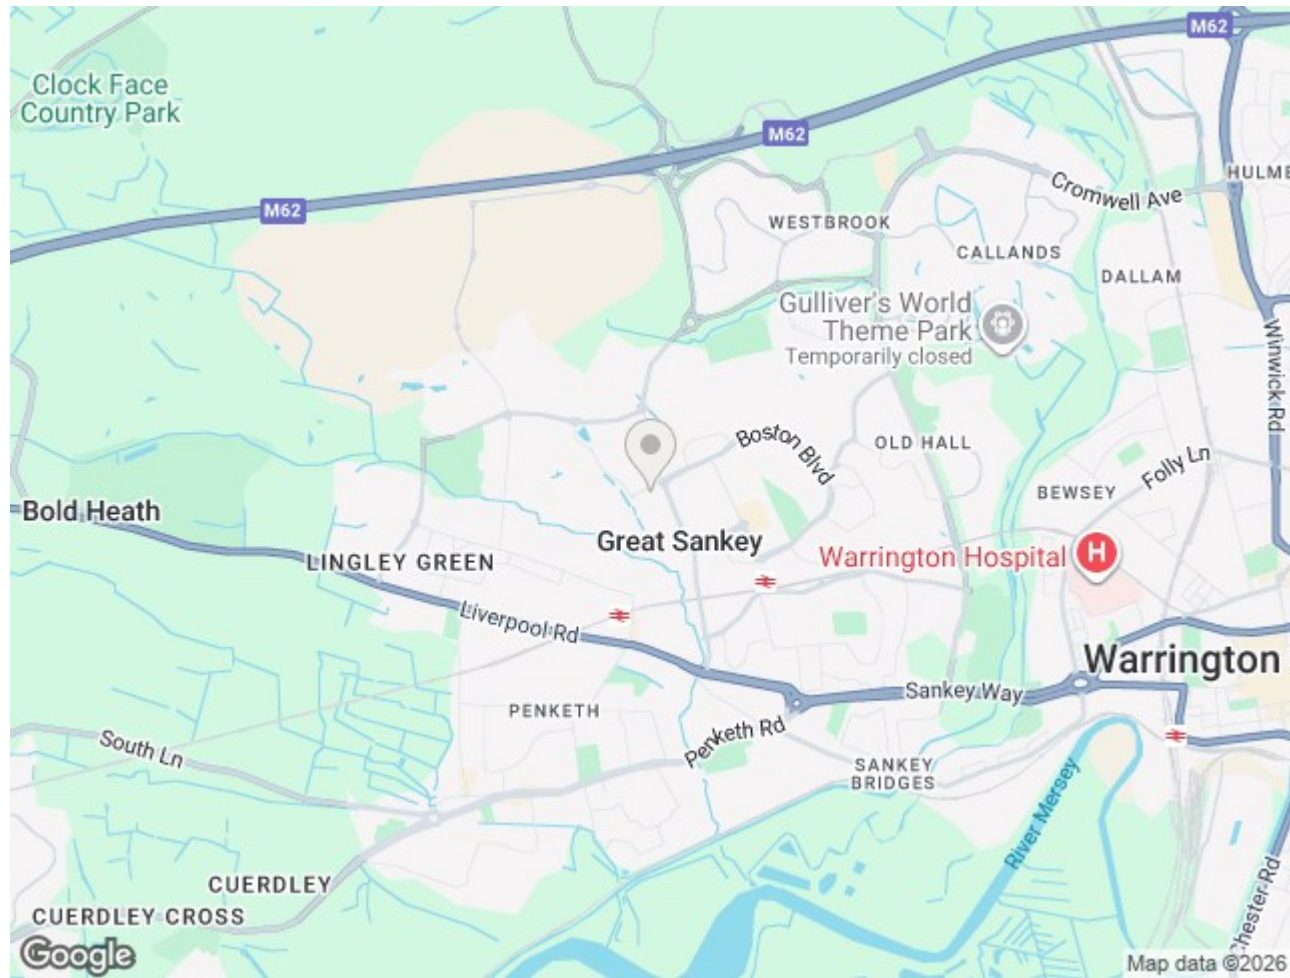 M62
Clock Face
Country Park
M62
M62
Cromwell Ave
HULME
WESTBROOK
CALLANDS
DALLAM
Gulliver's World
Theme Park
Temporarily closed
Winwick Rd
Boston Blvd
OLD HALL
Folly Ln
BEWSEY
Bold Heath
Great Sankey
Warrington Hospital
H
LINGLEY GREEN
Liverpool Rd
Warrington
Sankey Way
PENKETH
Penketh Rd
South Ln
SANKEY
BRIDGES
River Mersey
CUERDLEY
CUERDLEY CROSS
Chester Rd
Google
Map data ©2026